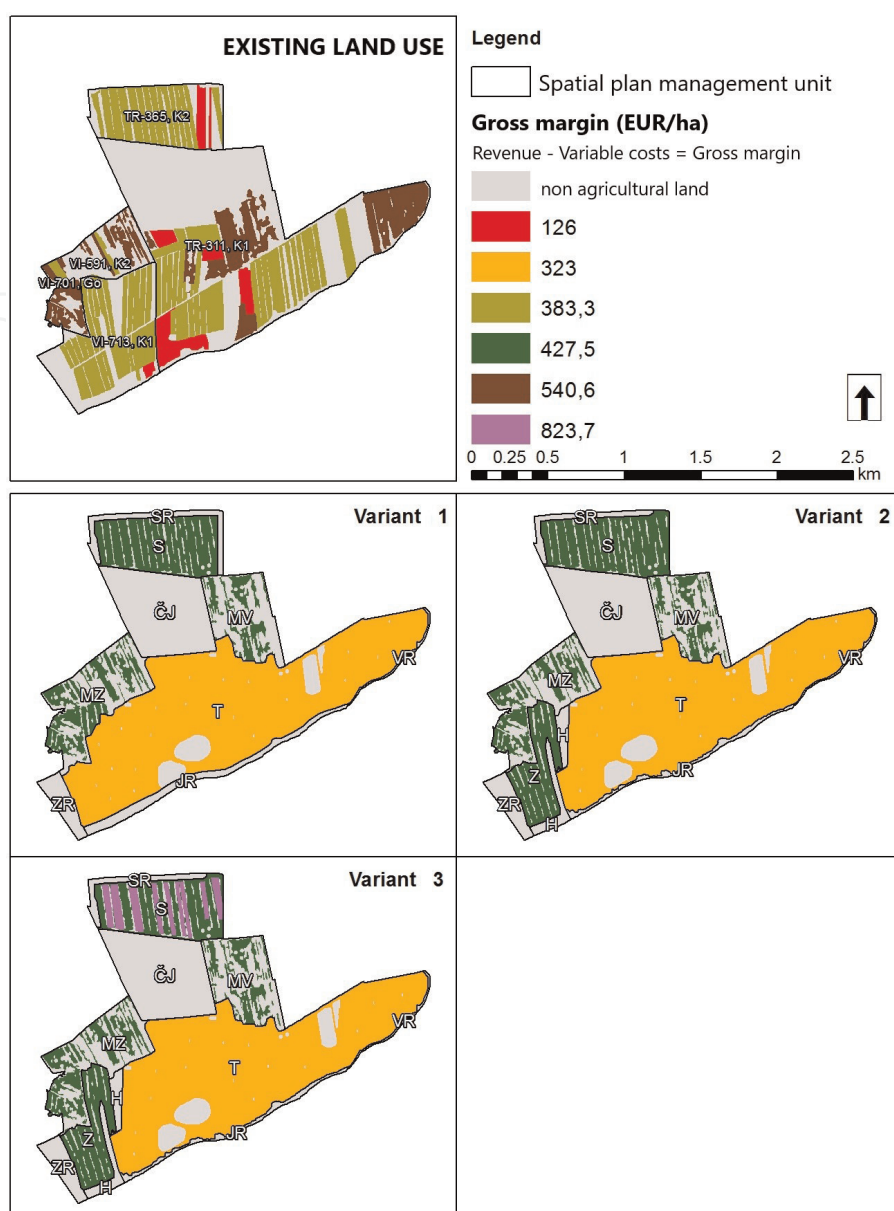 EXISTING LAND USE
TR-365, K2
TR-311, K1
VI-591, K2
VI-701, Go
VI-713, K1
Legend
Spatial plan management unit
Gross margin (EUR/ha)
Revenue - Variable costs = Gross margin
non agricultural land
126
323
383,3
427,5
540,6
823,7
0 0.25 0.5 1 1.5 2 2.5
km
Variant 1
SR
S
ČJ
MV
MZ
VR
T
JR
ZR
Variant 2
SR
S
ČJ
MV
VR
MZ
T
H
Z
JR
ZR
H
Variant 3
SR
S
ČJ
MV
VR
MZ
T
H
Z
JR
ZR
H